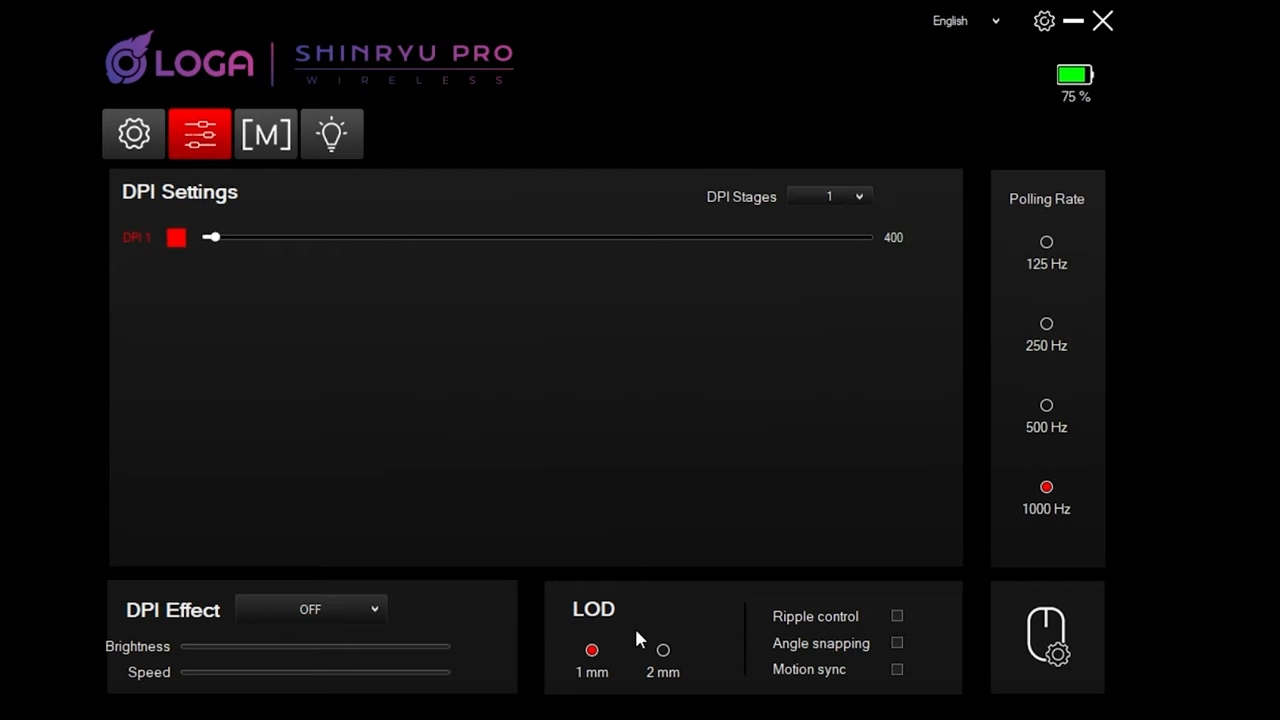 English
LOGA
SHINRYU PRO
WIRELESS
75 %
[M]
DPI Settings
DPI Stages 1
DPI 1 400
Polling Rate
125 Hz
250 Hz
500 Hz
1000 Hz
DPI Effect OFF
Brightness
Speed
LOD
1 mm 2 mm
Ripple control
Angle snapping
Motion sync